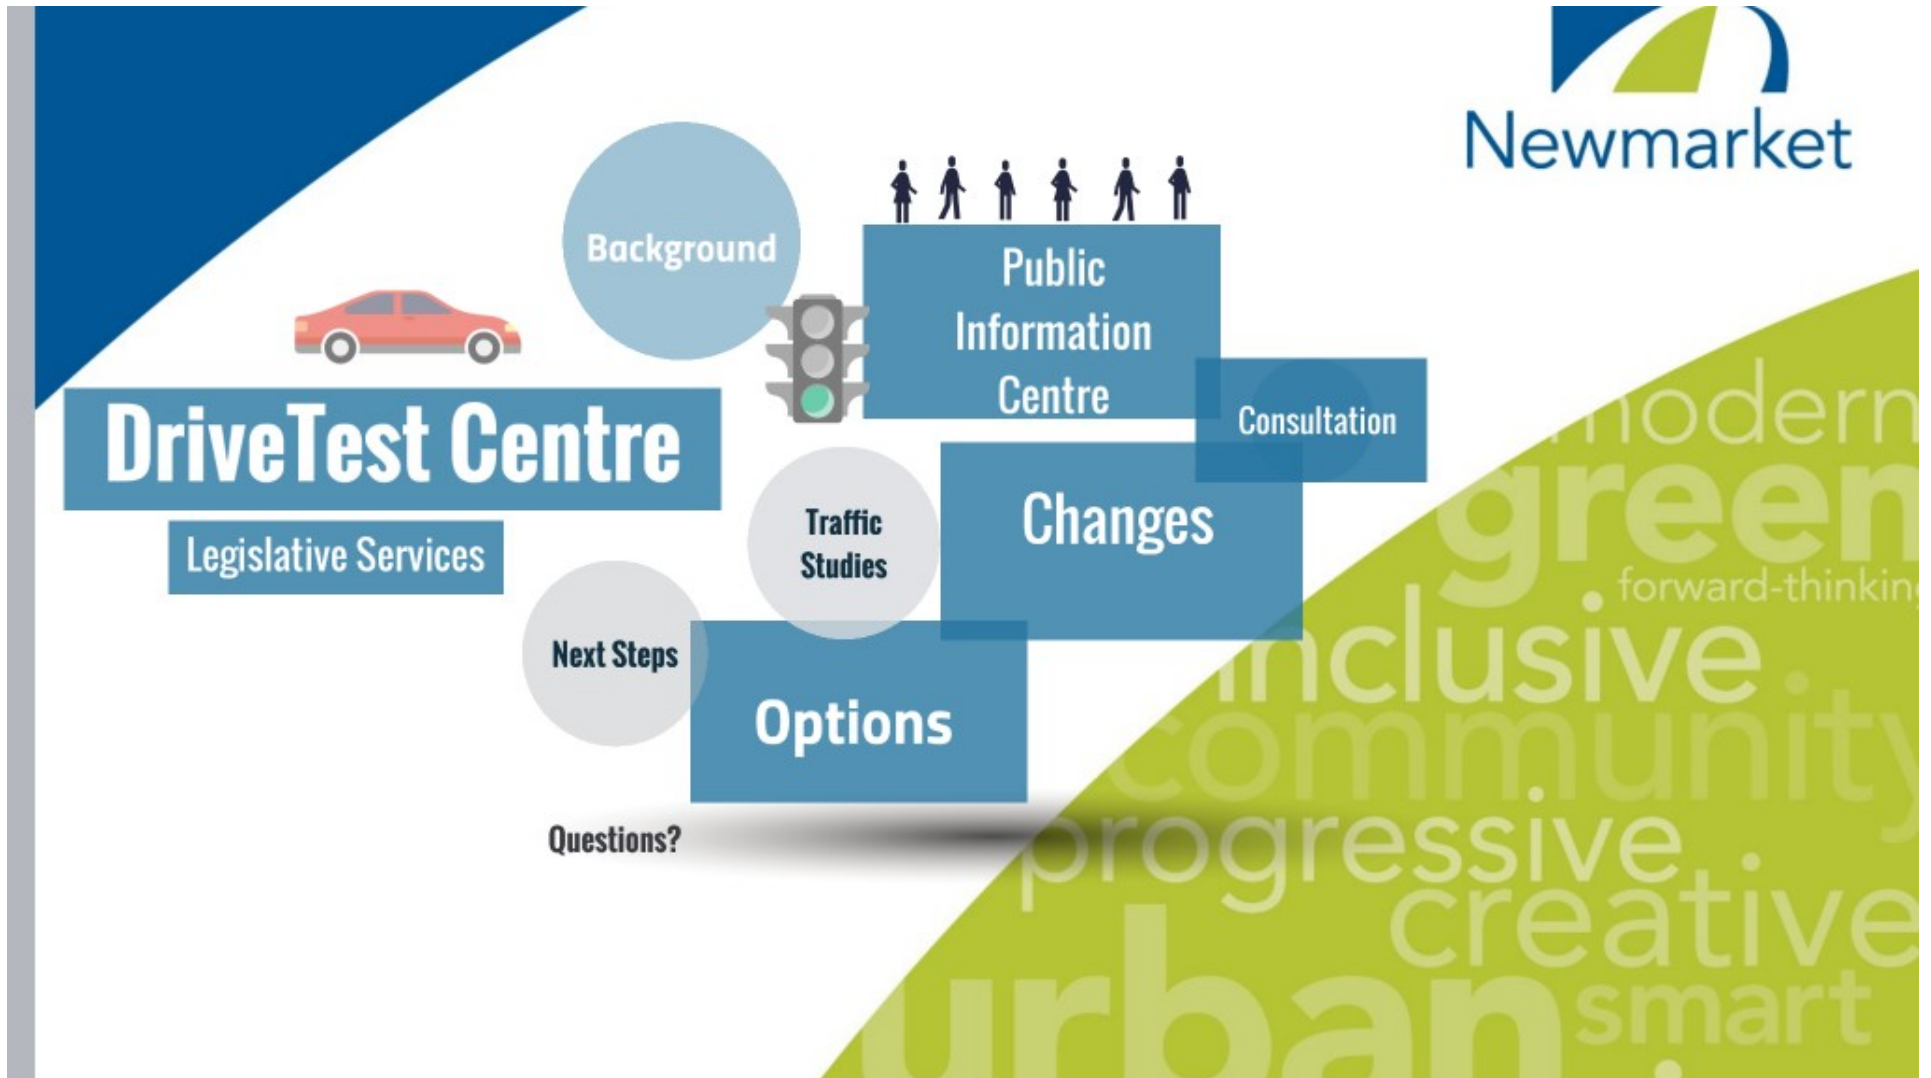 Newmarket
Background
Public
Information
Centre
Consultation
DriveTest Centre
Legislative Services
Traffic
Studies
Changes
Next Steps
Options
Questions?
modern
green
forward-thinking
inclusive
community
progressive
creative
urban
smart